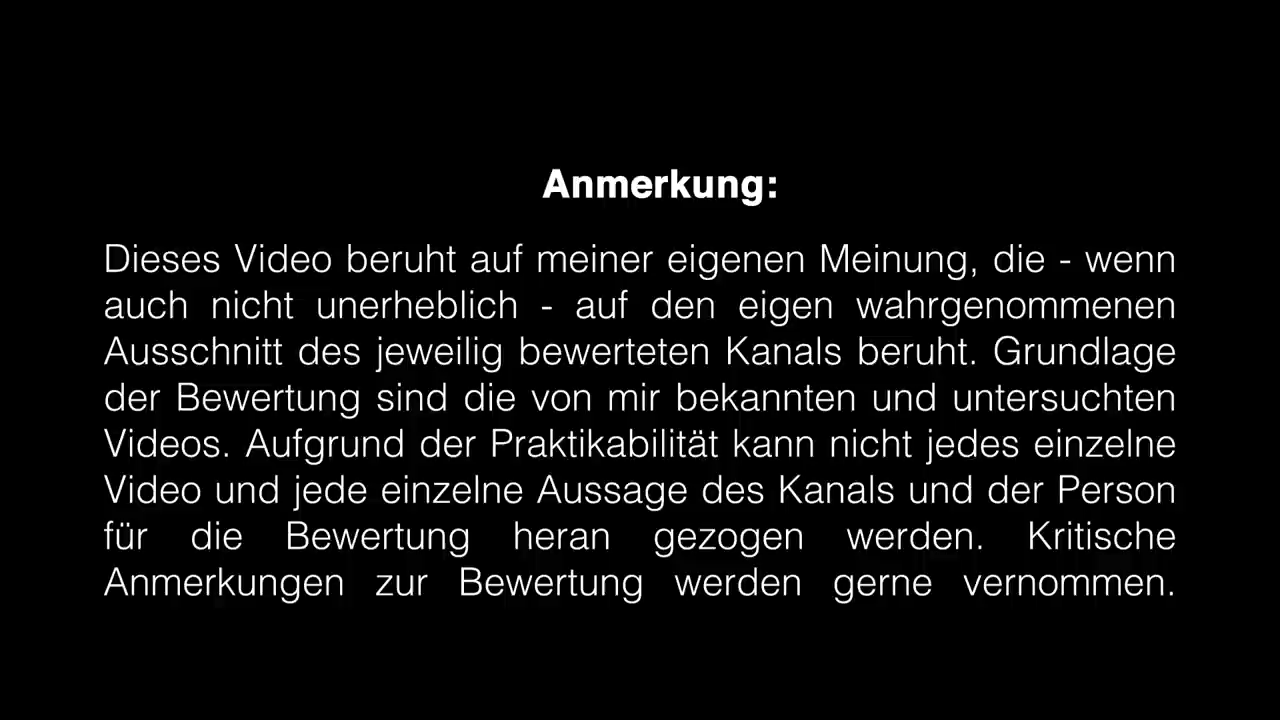 Anmerkung:
Dieses Video beruht auf meiner eigenen Meinung, die - wenn
auch nicht unerheblich - auf den eigen wahrgenommenen
Ausschnitt des jeweilig bewerteten Kanals beruht. Grundlage
der Bewertung sind die von mir bekannten und untersuchten
Videos. Aufgrund der Praktikabilität kann nicht jedes einzelne
Video und jede einzelne Aussage des Kanals und der Person
für die Bewertung heran gezogen werden. Kritische
Anmerkungen zur Bewertung werden gerne vernommen.